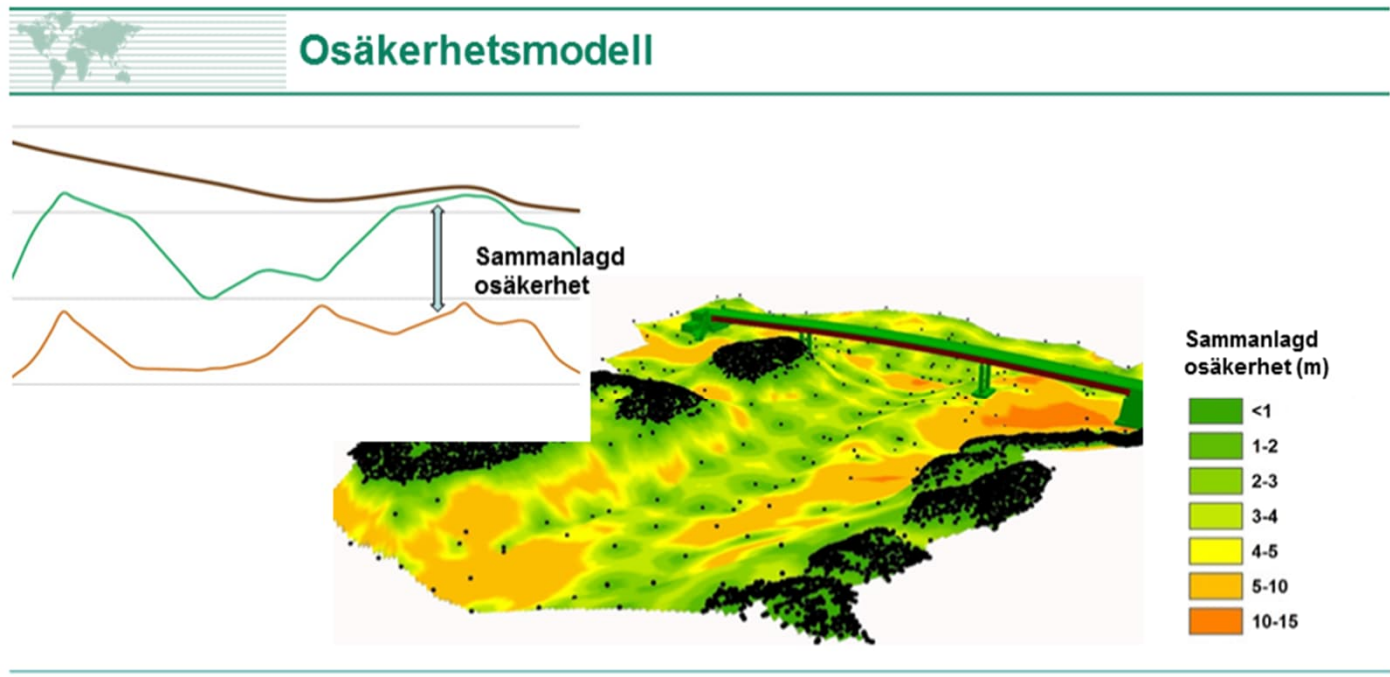 Osäkerhetsmodell
Sammanlagd
osäkerhet
Sammanlagd
osäkerhet (m)
<1
1-2
2-3
3-4
4-5
5-10
10-15